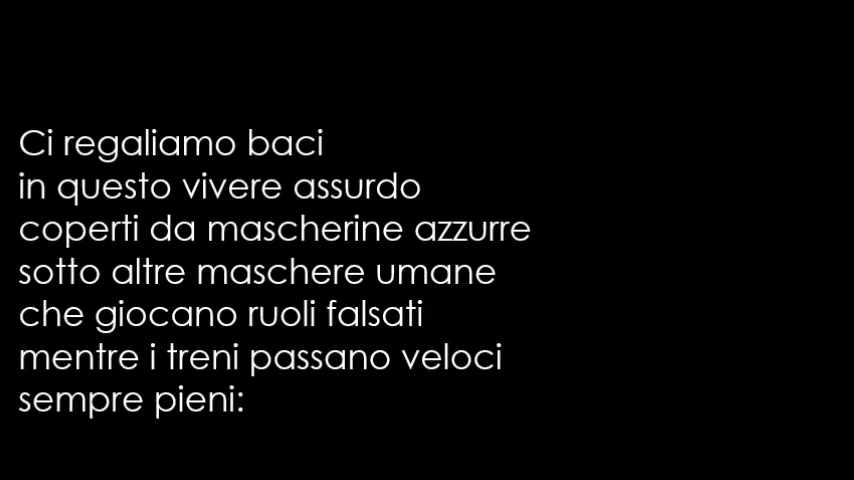 Ci regaliamo baci
in questo vivere assurdo
coperti da mascherine azzurre
sotto altre maschere umane
che giocano ruoli falsati
mentre i treni passano veloci
sempre pieni: